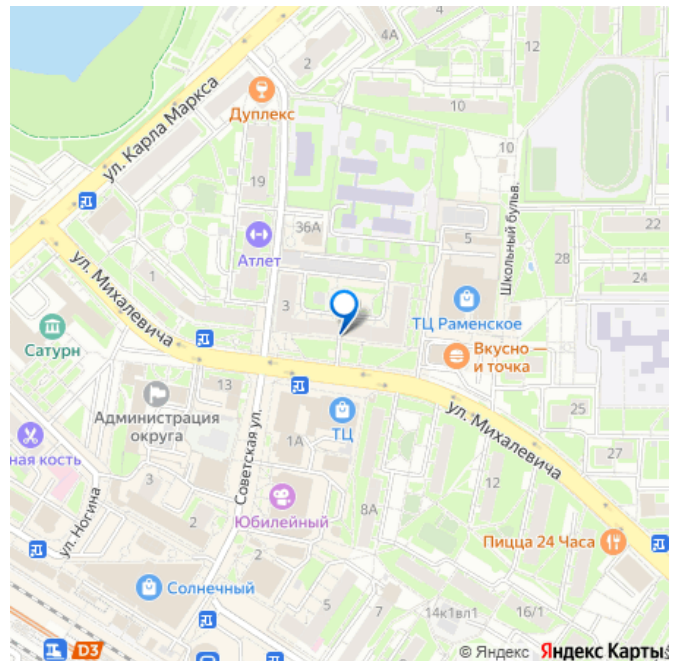 4А
2
12
Дуплекс
10
ул. Карла Маркса
10
19
Школьный бульв.
36А
5
22
Атлет
28
24
ул. Михалевича
1
3
ТЦ Раменское
Сатурн
Вкусно —
и точка
13
Администрация
округа
ТЦ
ул. Михалевича
25
1А
ная кость
Советская ул.
27
3
12
2
8А
Юбилейный
ул. Ногина
2
Пицца 24 Часа
2
Солнечный
5
7
14к1вл1
16/1
D3
© Яндекс Яндекс Карты